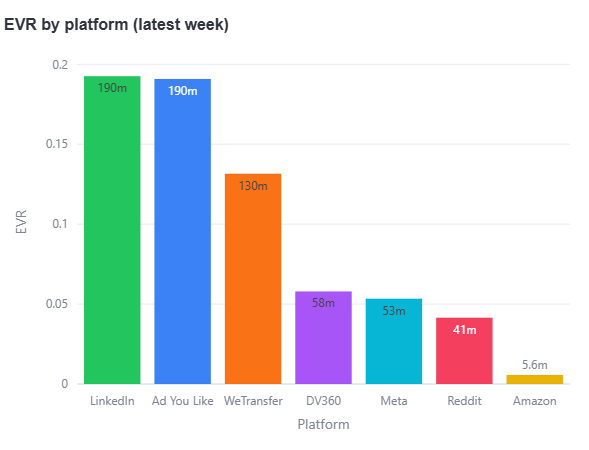 EVR by platform (latest week)
0.2
0.15
0.1
0.05
0
EVR
190m
190m
130m
58m
53m
41m
5.6m
LinkedIn Ad You Like WeTransfer DV360 Meta Reddit Amazon
Platform